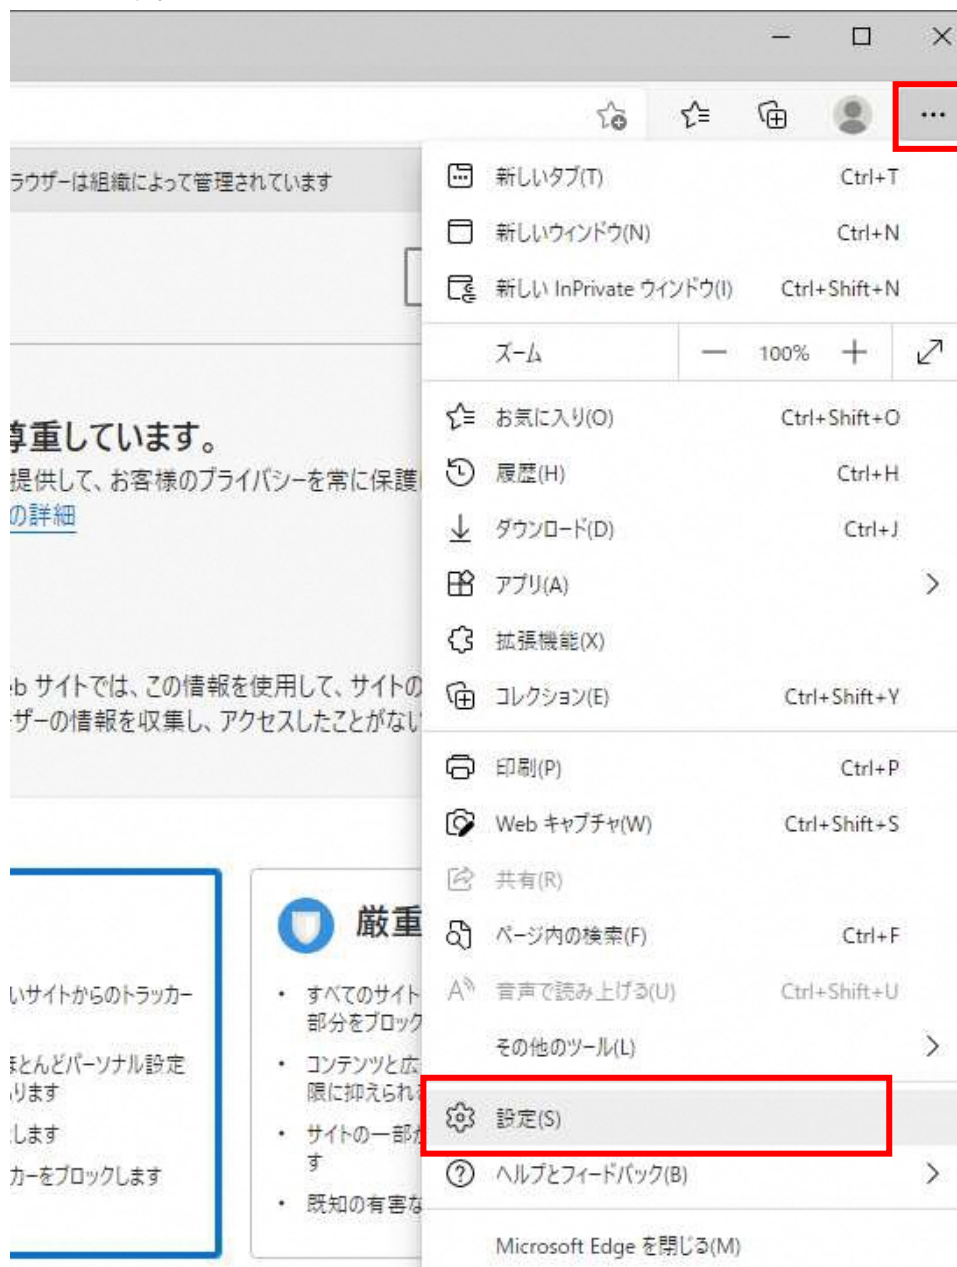 ラウザーは組織によって管理されています
新しいタブ(T) Ctrl+T
新しいウィンドウ(N) Ctrl+N
新しい InPrivate ウィンドウ(I) Ctrl+Shift+N
ズーム — 100% +
お気に入り(O) Ctrl+Shift+O
履歴(H) Ctrl+H
ダウンロード(D) Ctrl+J
アプリ(A)
拡張機能(X)
コレクション(E) Ctrl+Shift+Y
印刷(P) Ctrl+P
Web キャプチャ(W) Ctrl+Shift+S
共有(R)
ページ内の検索(F) Ctrl+F
音声で読み上げる(U) Ctrl+Shift+U
その他のツール(L)
設定(S)
ヘルプとフィードバック(B)
Microsoft Edge を閉じる(M)
尊重しています。
提供して、お客様のプライバシーを常に保護
の詳細
eb サイトでは、この情報を使用して、サイトの
ーザーの情報を収集し、アクセスしたことがない
いサイトからのトラッカー
ほとんどパーソナル設定
ります
します
カーをブロックします
厳重
• すべてのサイト
部分をブロック
• コンテンツと広
限に抑えられ
• サイトの一部が
す
• 既知の有害な